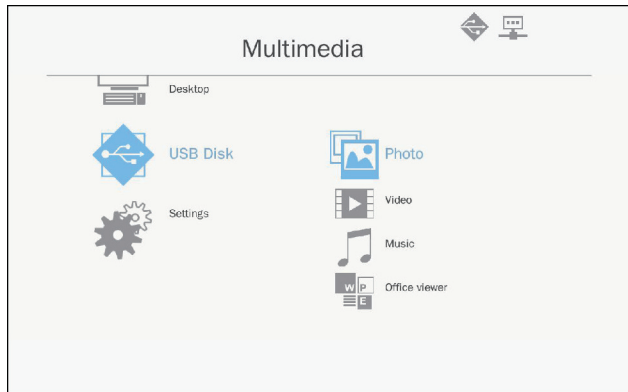 Multimedia
Desktop
USB Disk
Photo
Video
Settings
Music
W P
E
Office viewer